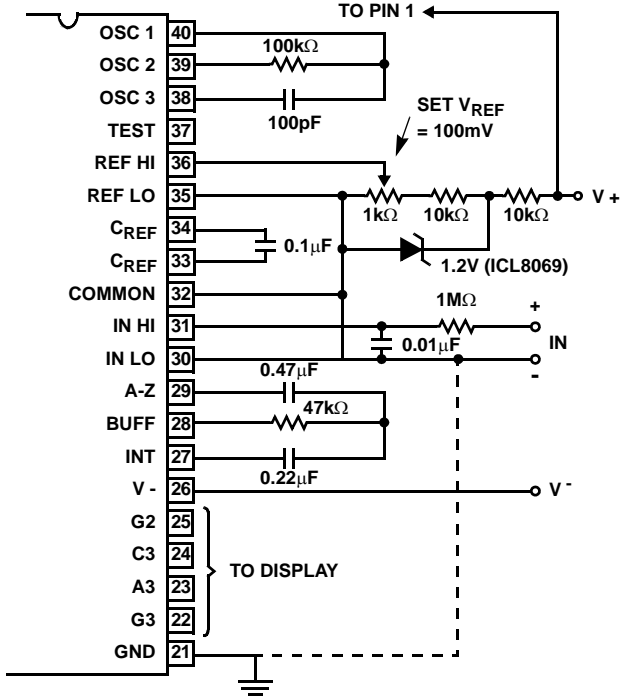 TO PIN 1
OSC 1 40
100kΩ
OSC 2 39
OSC 3 38
100pF
TEST 37
SET VREF
= 100mV
REF HI 36
REF LO 35
V +
1kΩ 10kΩ 10kΩ
CREF 34
0.1μF
CREF 33
1.2V (ICL8069)
COMMON 32
1MΩ
+
IN HI 31
IN
0.01μF
IN LO 30
-
0.47μF
A-Z 29
47kΩ
BUFF 28
INT 27
0.22μF
V - 26
V -
G2 25
C3 24
TO DISPLAY
A3 23
G3 22
GND 21